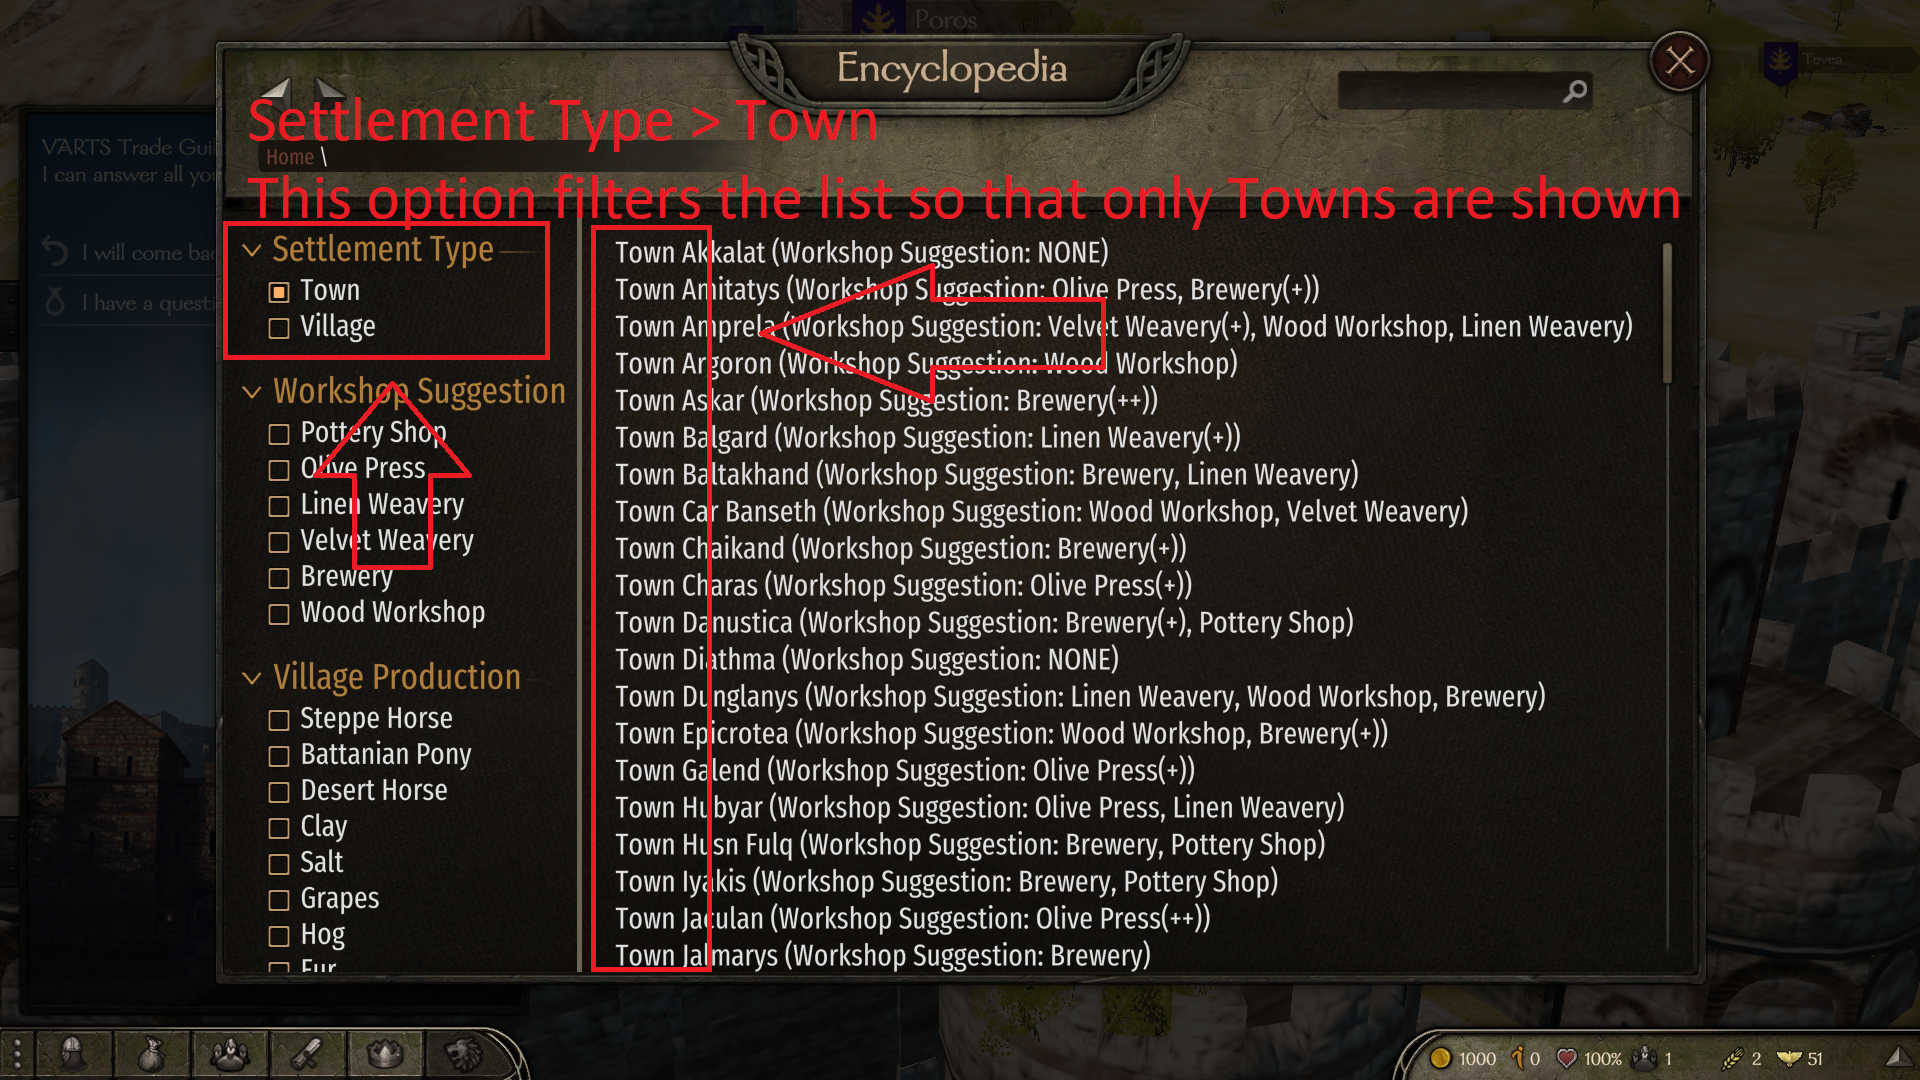 Poros
Encyclopedia
Tevea
Settlement Type > Town
VARTS Trade Gui
Home \
I can answer all yo
This option filters the list so that only Towns are shown
I will come ba
I have a questi
Settlement Type
Town
Village
Workshop Suggestion
Pottery Shop
Olive Press
Linen Weavery
Velvet Weavery
Brewery
Wood Workshop
Village Production
Steppe Horse
Battanian Pony
Desert Horse
Clay
Salt
Grapes
Hog
Fur
Town Akkalat (Workshop Suggestion: NONE)
Town Amitatys (Workshop Suggestion: Olive Press, Brewery(+))
Town Amprela (Workshop Suggestion: Velvet Weavery(+), Wood Workshop, Linen Weavery)
Town Argoron (Workshop Suggestion: Wood Workshop)
Town Askar (Workshop Suggestion: Brewery(++))
Town Balgard (Workshop Suggestion: Linen Weavery(+))
Town Baltakhand (Workshop Suggestion: Brewery, Linen Weavery)
Town Car Banseth (Workshop Suggestion: Wood Workshop, Velvet Weavery)
Town Chaikand (Workshop Suggestion: Brewery(+))
Town Charas (Workshop Suggestion: Olive Press(+))
Town Danustica (Workshop Suggestion: Brewery(+), Pottery Shop)
Town Diathma (Workshop Suggestion: NONE)
Town Dunglanys (Workshop Suggestion: Linen Weavery, Wood Workshop, Brewery)
Town Epicrotea (Workshop Suggestion: Wood Workshop, Brewery(+))
Town Galend (Workshop Suggestion: Olive Press(+))
Town Hubyar (Workshop Suggestion: Olive Press, Linen Weavery)
Town Husn Fulq (Workshop Suggestion: Brewery, Pottery Shop)
Town Iyakis (Workshop Suggestion: Brewery, Pottery Shop)
Town Jaculan (Workshop Suggestion: Olive Press(++))
Town Jalmarys (Workshop Suggestion: Brewery)
1000 0 100% 1 2 51